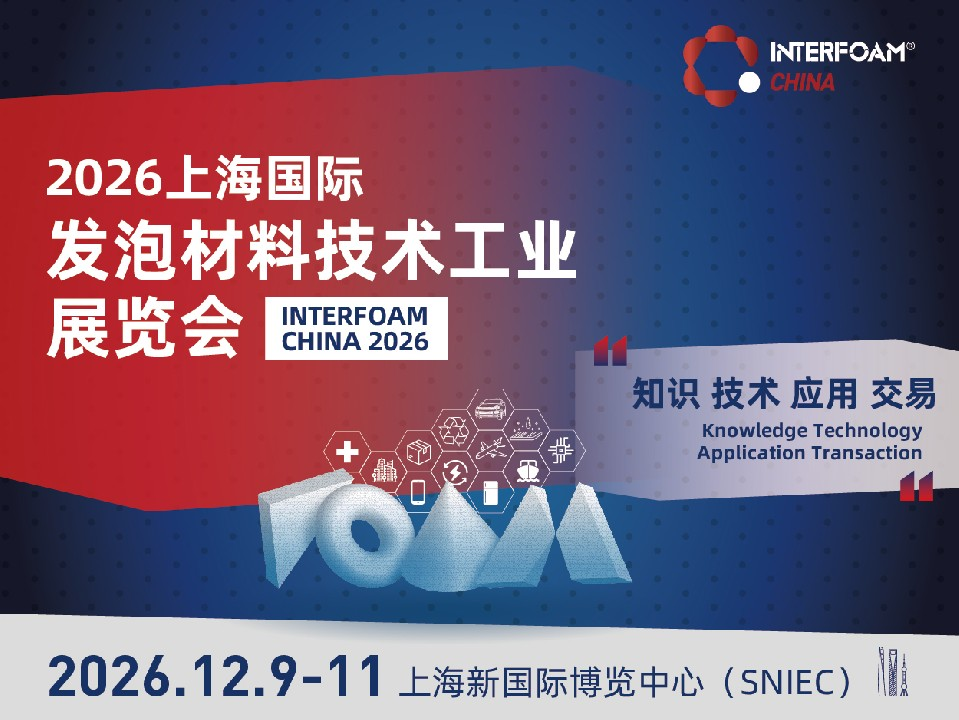 INTERFOAM®
CHINA
2026上海国际
发泡材料技术工业
展览会
INTERFOAM
CHINA 2026
知识 技术 应用 交易
Knowledge Technology
Application Transaction
FOAM
2026.12.9-11 上海新国际博览中心（SNIEC）